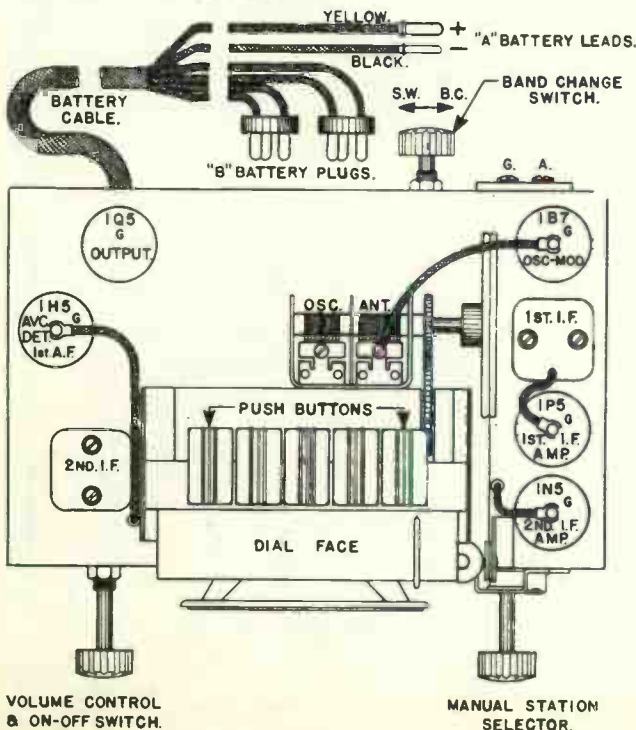 YELLOW.
+
"A" BATTERY LEADS.
−
BLACK.
BATTERY
CABLE.
S.W. B.C.
BAND CHANGE
SWITCH.
"B" BATTERY PLUGS.
G. A.
1Q5
G
OUTPUT.
1B7
G
OSC-MOD.
1H5
G
AVC.
DET.
1st A.F.
OSC. ANT.
1ST. I.F.
1P5
G
1ST. I.F.
AMP.
PUSH BUTTONS
2ND. I.F.
1N5
G
2ND. I.F.
AMP.
DIAL FACE
VOLUME CONTROL
& ON-OFF SWITCH.
MANUAL STATION
SELECTOR.